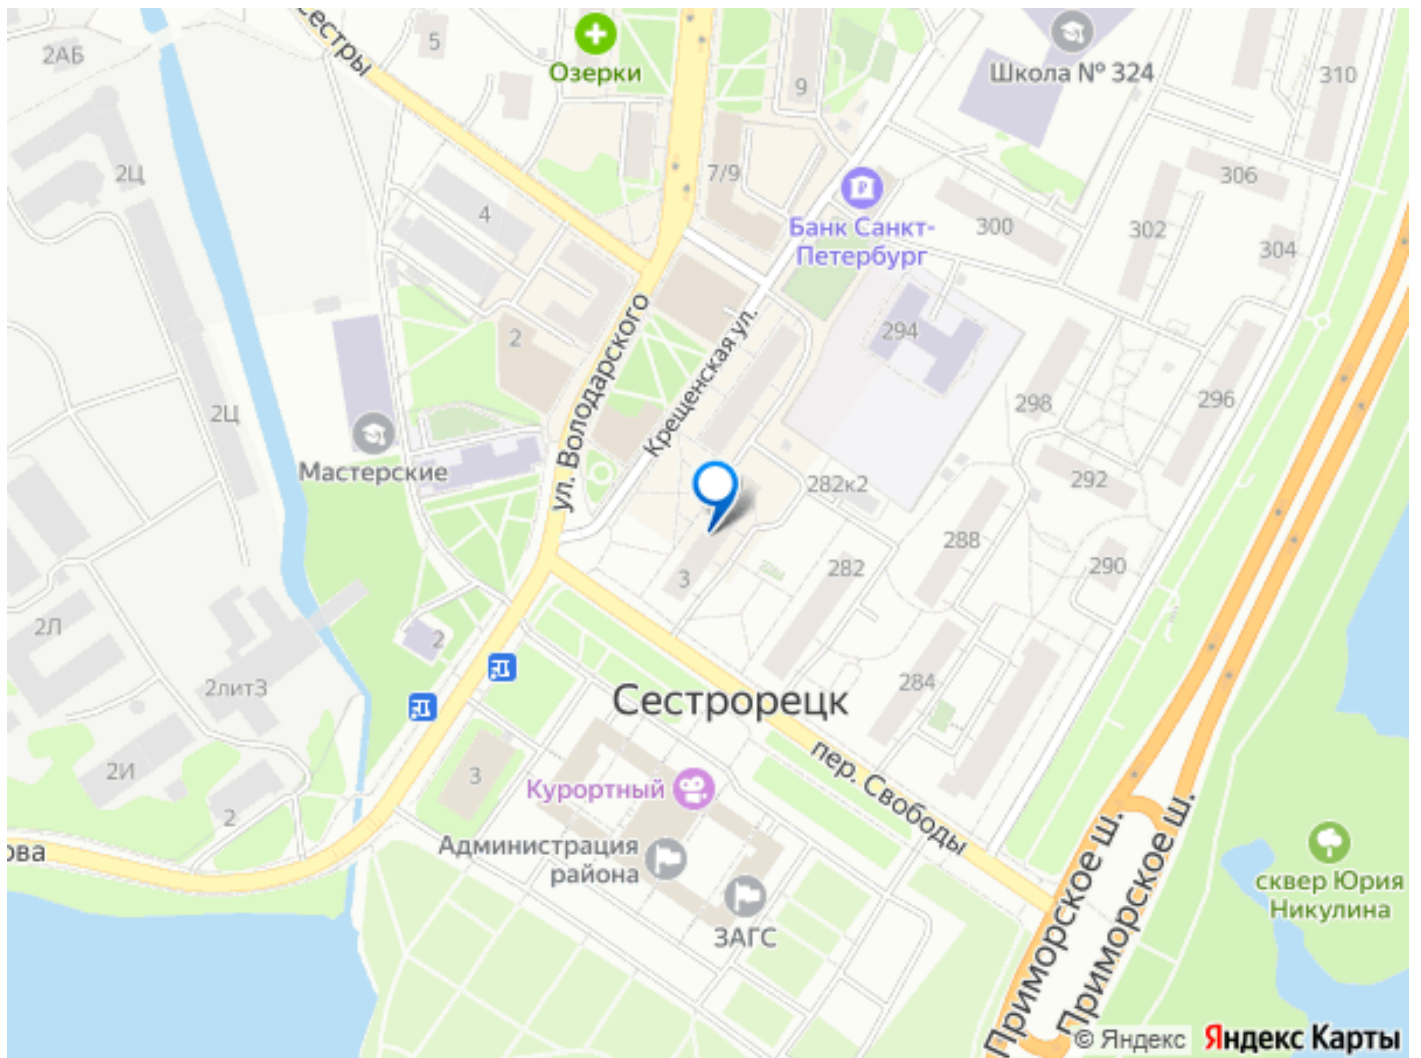 Сестры
5
2АБ
Озерки
9
Школа № 324
310
2Ц
7/9
306
4
Банк Санкт-
Петербург
300
302
304
ул. Володарского
Крещенская ул.
2
294
2Ц
298
296
Мастерские
282к2
292
3
282
288
290
2Л
2
2литЗ
284
Сестрорецк
2И
3
Курортный
пер. Свободы
2
ова
Администрация
района
ЗАГС
сквер Юрия
Никулина
Приморское ш.
Приморское ш.
© Яндекс Яндекс Карты